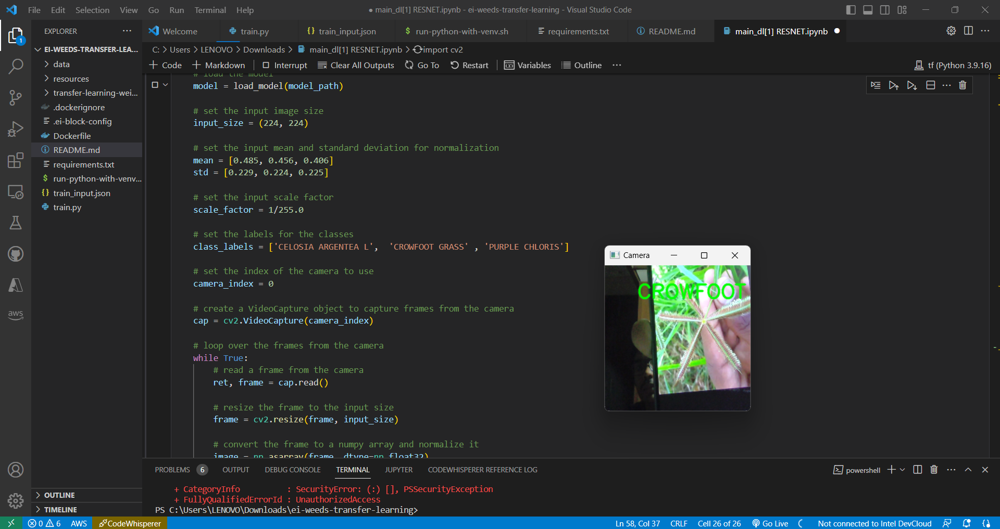 File Edit Selection View Go Run Terminal Help
● main_dl[1] RESNET.ipynb - ei-weeds-transfer-learning - Visual Studio Code
1
EXPLORER
EI-WEEDS-TRANSFER-LEA...
data
resources
transfer-learning-wei...
.dockerignore
.ei-block-config
Dockerfile
README.md
requirements.txt
run-python-with-venv...
train_input.json
train.py
OUTLINE
TIMELINE
aws
Welcome train.py train_input.json run-python-with-venv.sh requirements.txt README.md main_dl[1] RESNET.ipynb
C: > Users > LENOVO > Downloads > main_dl[1] RESNET.ipynb > import cv2
Code Markdown Interrupt Clear All Outputs Go To Restart Variables Outline ... tf (Python 3.9.16)
# load the model
model = load_model(model_path)
# set the input image size
input_size = (224, 224)
# set the input mean and standard deviation for normalization
mean = [0.485, 0.456, 0.406]
std = [0.229, 0.224, 0.225]
# set the input scale factor
scale_factor = 1/255.0
# set the labels for the classes
class_labels = ['CELOSIA ARGENTEA L',  'CROWFOOT GRASS' , 'PURPLE CHLORIS']
# set the index of the camera to use
camera_index = 0
# create a VideoCapture object to capture frames from the camera
cap = cv2.VideoCapture(camera_index)
# loop over the frames from the camera
while True:
# read a frame from the camera
ret, frame = cap.read()
# resize the frame to the input size
frame = cv2.resize(frame, input_size)
# convert the frame to a numpy array and normalize it
image = np.asarray(frame, dtype=np.float32)
Camera
CROWFOOT
PROBLEMS 6 OUTPUT DEBUG CONSOLE TERMINAL JUPYTER CODEWHISPERER REFERENCE LOG powershell
+ CategoryInfo          : SecurityError: (:) [], PSSecurityException
+ FullyQualifiedErrorId : UnauthorizedAccess
PS C:\Users\LENOVO\Downloads\ei-weeds-transfer-learning>
0 6 AWS CodeWhisperer Ln 58, Col 37 CRLF Cell 26 of 26 Go Live Not connected to Intel DevCloud